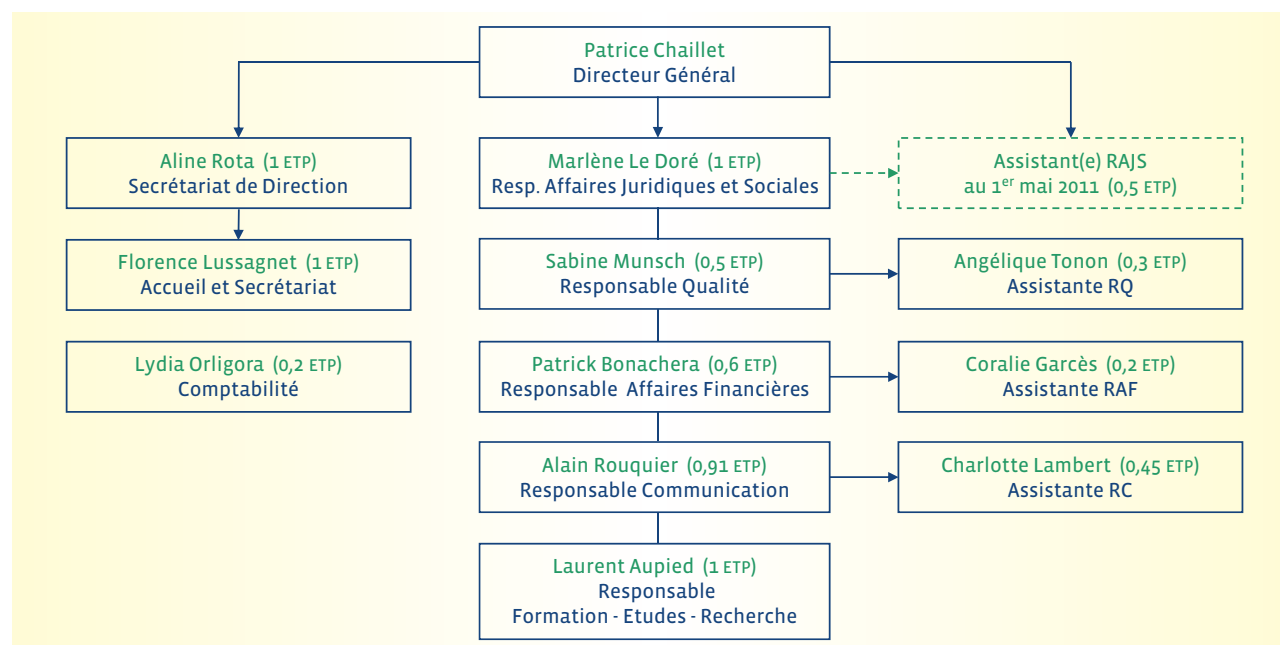 Patrice Chaillet
Directeur Général
Aline Rota (1 ETP)
Secrétariat de Direction
Marlène Le Doré (1 ETP)
Resp. Affaires Juridiques et Sociales
Assistant(e) RAJS
au 1er mai 2011 (0,5 ETP)
Florence Lussagnet (1 ETP)
Accueil et Secrétariat
Sabine Munsch (0,5 ETP)
Responsable Qualité
Angélique Tonon (0,3 ETP)
Assistante RQ
Lydia Orligora (0,2 ETP)
Comptabilité
Patrick Bonachera (0,6 ETP)
Responsable Affaires Financières
Coralie Garcès (0,2 ETP)
Assistante RAF
Alain Rouquier (0,91 ETP)
Responsable Communication
Charlotte Lambert (0,45 ETP)
Assistante RC
Laurent Aupied (1 ETP)
Responsable
Formation - Etudes - Recherche